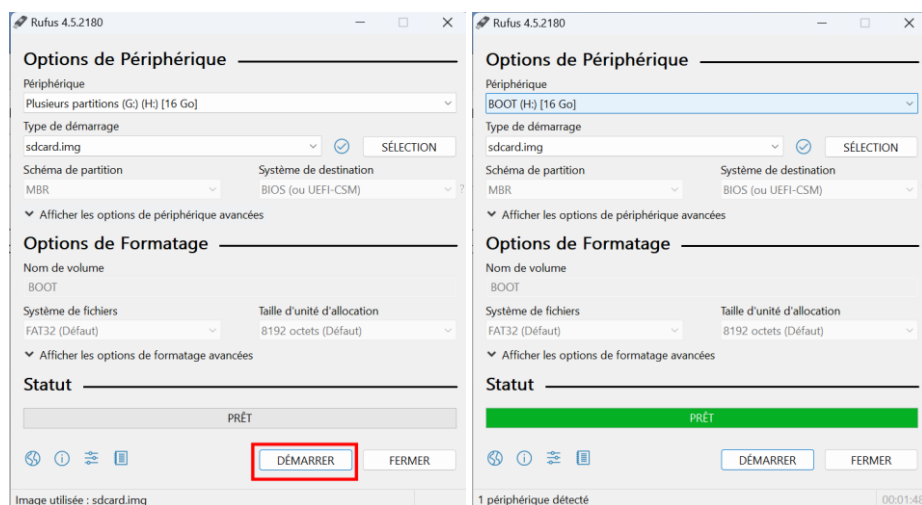 Rufus 4.5.2180
Options de Périphérique
Périphérique
Plusieurs partitions (G:) (H:) [16 Go]
Type de démarrage
sdcard.img
SÉLECTION
Schéma de partition Système de destination
MBR BIOS (ou UEFI-CSM) ?
Afficher les options de périphérique avancées
Options de Formatage
Nom de volume
BOOT
Système de fichiers Taille d'unité d'allocation
FAT32 (Défaut) 8192 octets (Défaut)
Afficher les options de formatage avancées
Statut
PRÊT
DÉMARRER FERMER
Image utilisée : sdcard.img
Rufus 4.5.2180
Options de Périphérique
Périphérique
BOOT (H:) [16 Go]
Type de démarrage
sdcard.img
SÉLECTION
Schéma de partition Système de destination
MBR BIOS (ou UEFI-CSM)
Afficher les options de périphérique avancées
Options de Formatage
Nom de volume
BOOT
Système de fichiers Taille d'unité d'allocation
FAT32 (Défaut) 8192 octets (Défaut)
Afficher les options de formatage avancées
Statut
PRÊT
DÉMARRER FERMER
1 périphérique détecté 00:01:48